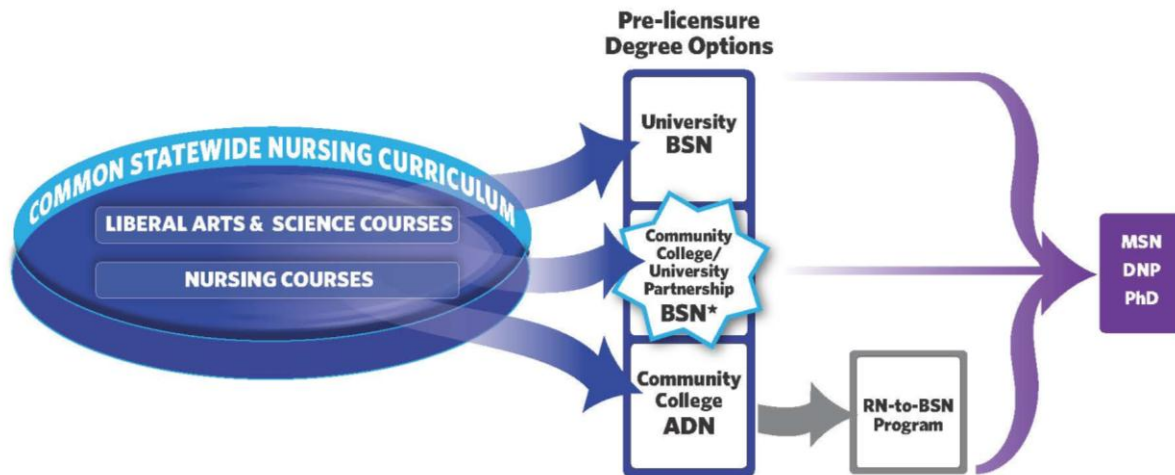 Pre-licensure
Degree Options
COMMON STATEWIDE NURSING CURRICULUM
LIBERAL ARTS & SCIENCE COURSES
NURSING COURSES
University
BSN
Community
College/
University
Partnership
BSN*
Community
College
ADN
RN-to-BSN
Program
MSN
DNP
PhD